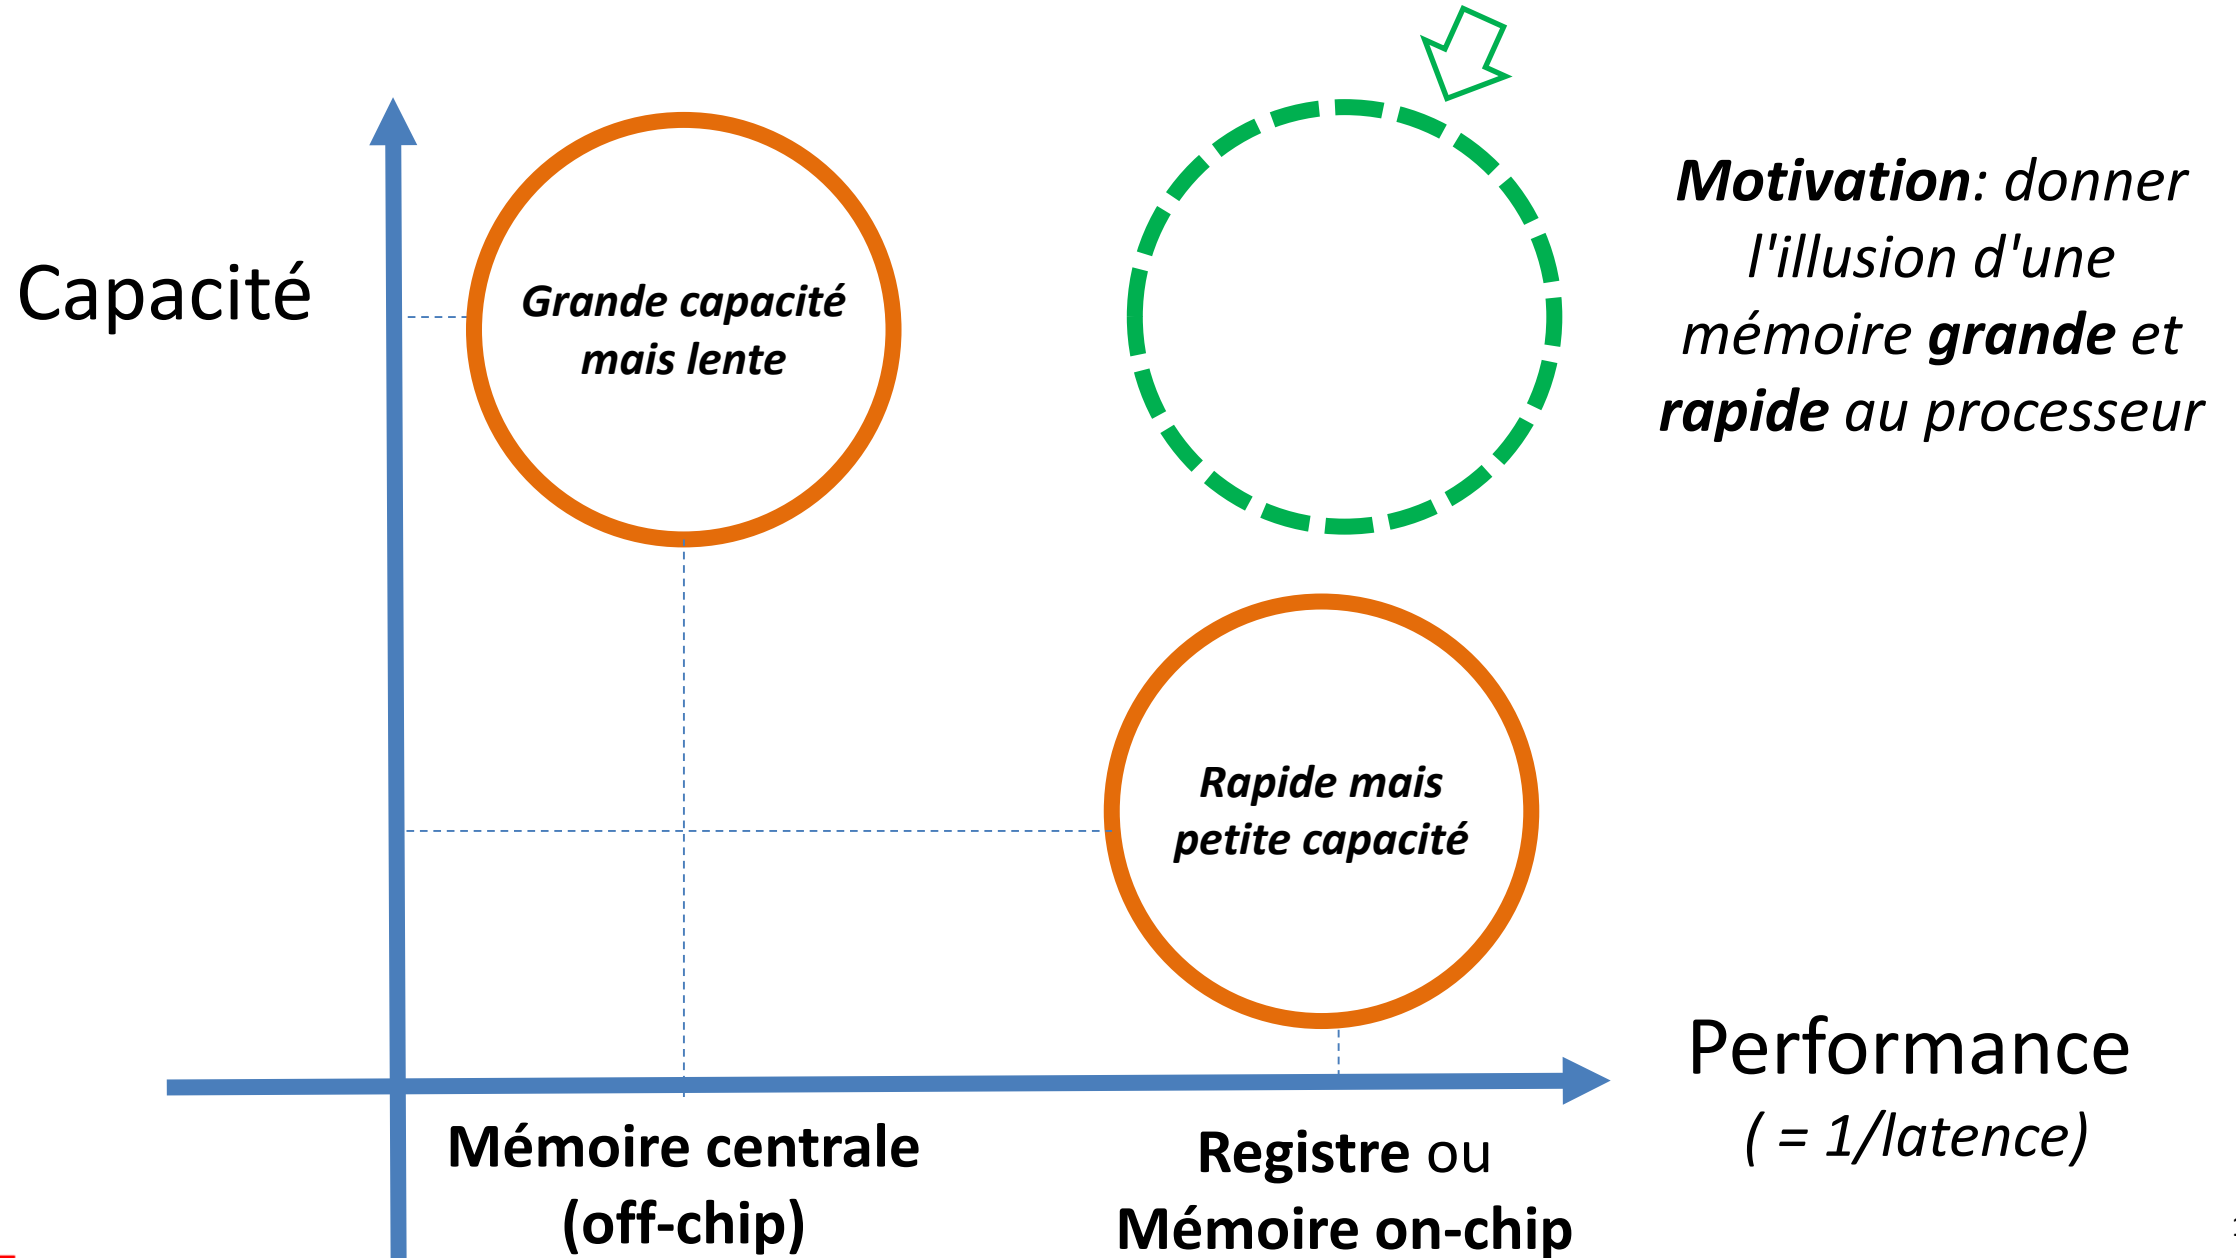 Capacité
Grande capacité
mais lente
Motivation: donner
l'illusion d'une
mémoire grande et
rapide au processeur
Rapide mais
petite capacité
Performance
( = 1/latence)
Mémoire centrale
(off-chip)
Registre ou
Mémoire on-chip